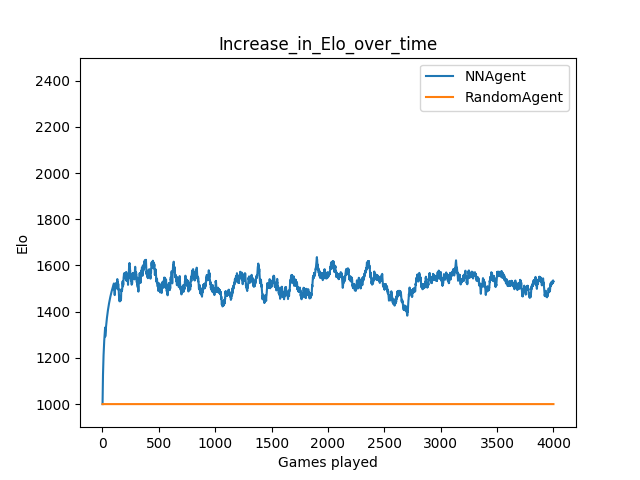 Increase_in_Elo_over_time
NNAgent
RandomAgent
2400
2200
2000
1800
1600
1400
1200
1000
Elo
0 500 1000 1500 2000 2500 3000 3500 4000
Games played